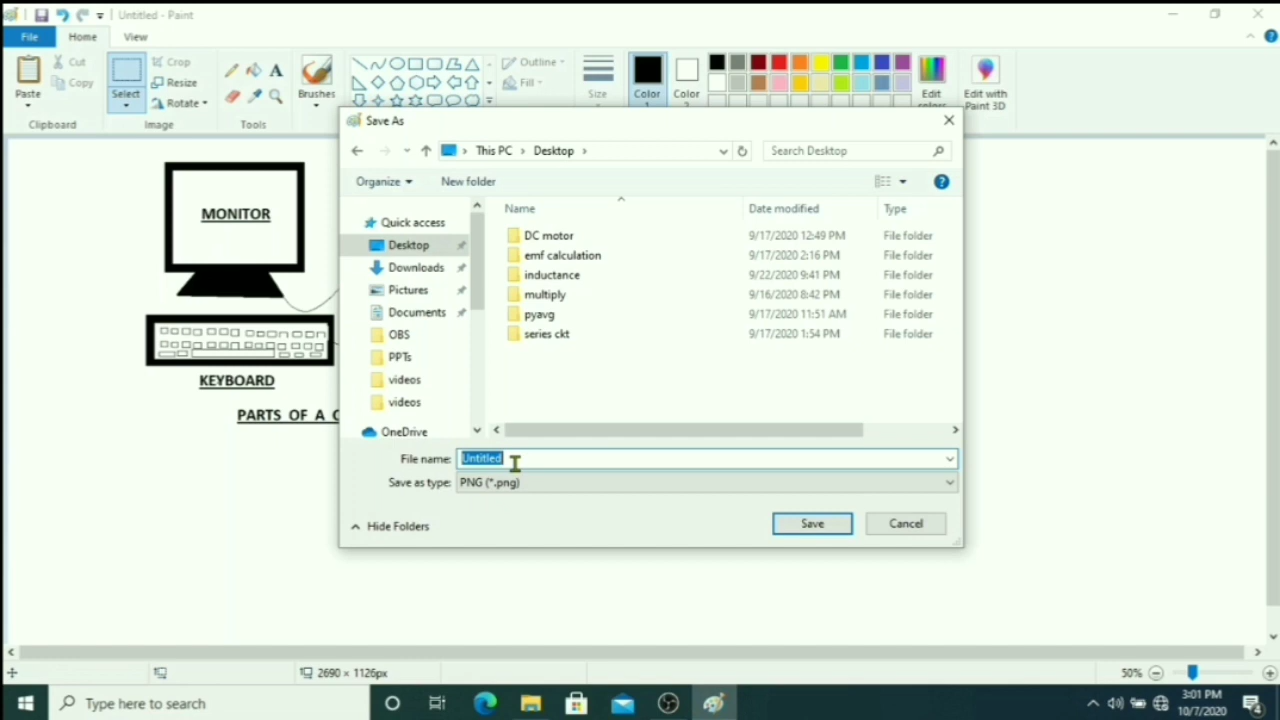 Untitled - Paint
File Home View
Paste Cut Copy Clipboard
Select Crop Resize Rotate Image
Tools
Brushes
Outline Fill
Size
Color 1
Color 2
Edit colors
Edit with Paint 3D
MONITOR
KEYBOARD
PARTS OF A C
Save As
This PC Desktop Search Desktop
Organize New folder
Quick access
Desktop
Downloads
Pictures
Documents
OBS
PPTs
videos
videos
OneDrive
Name Date modified Type
DC motor 9/17/2020 12:49 PM File folder
emf calculation 9/17/2020 2:16 PM File folder
inductance 9/22/2020 9:41 PM File folder
multiply 9/16/2020 8:42 PM File folder
pyavg 9/17/2020 11:51 AM File folder
series ckt 9/17/2020 1:54 PM File folder
File name: Untitled
Save as type: PNG (*.png)
Hide Folders Save Cancel
2690 × 1126px 50%
Type here to search
3:01 PM
10/7/2020
4